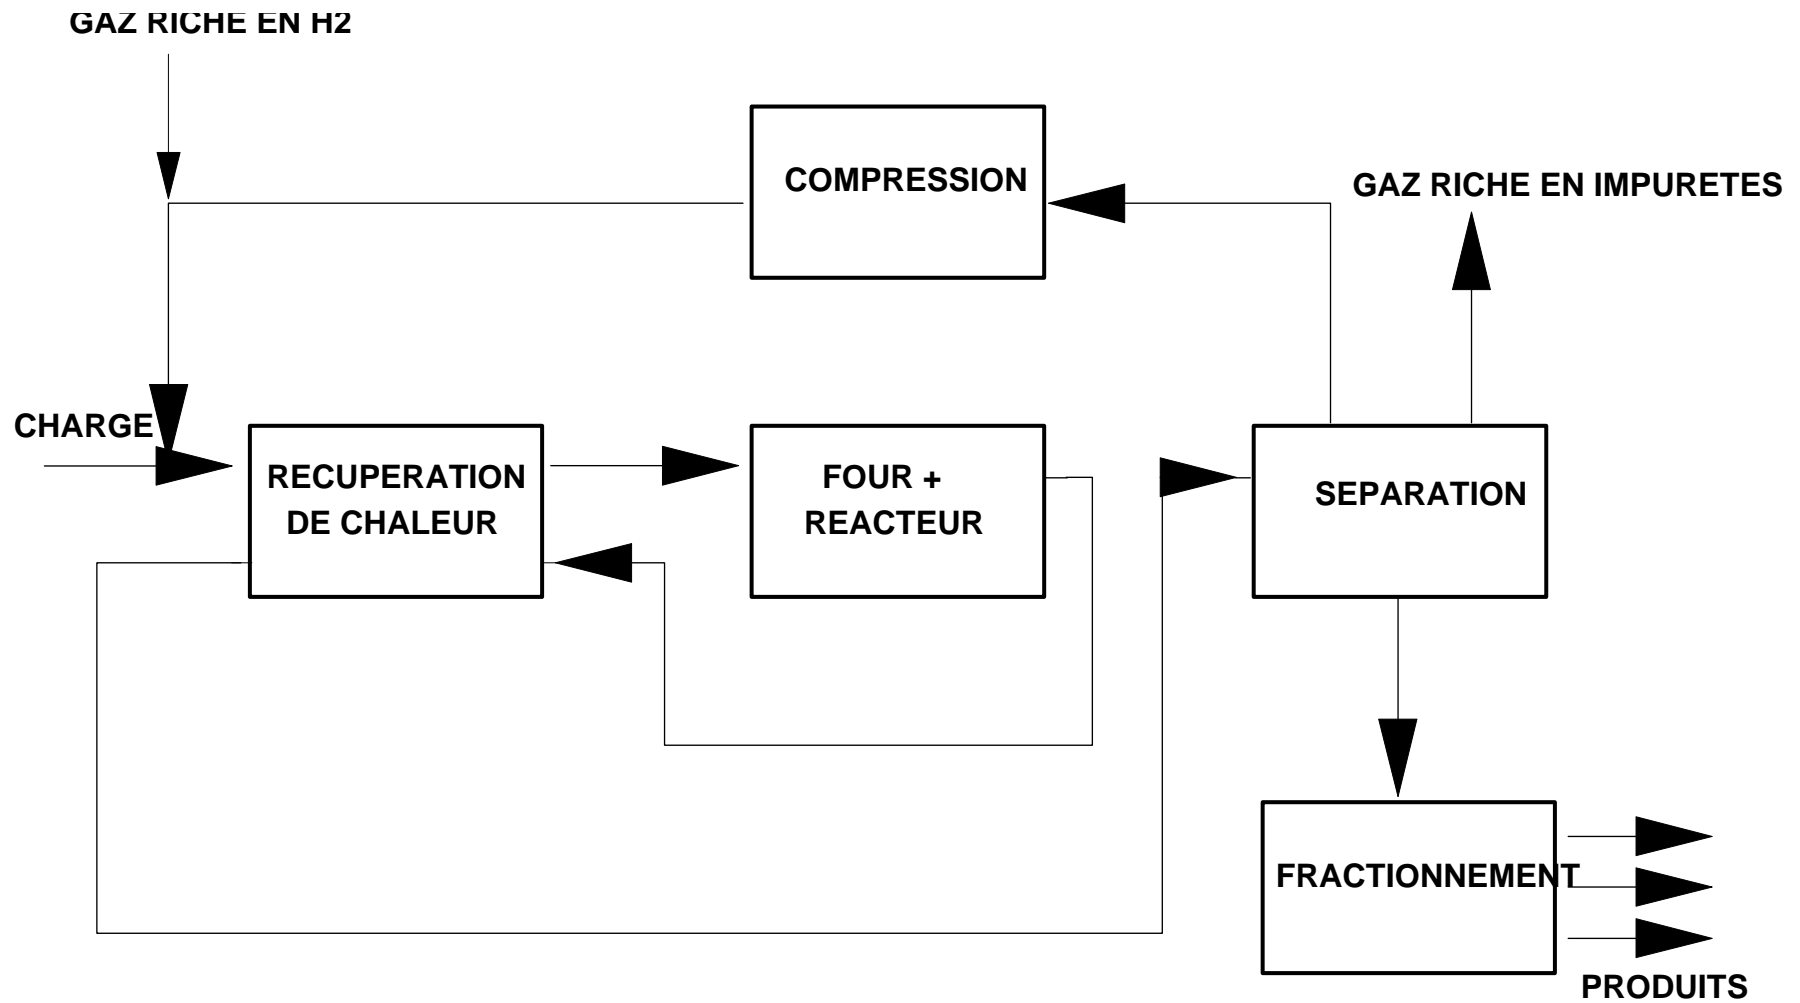 GAZ RICHE EN H2
COMPRESSION
GAZ RICHE EN IMPURETES
CHARGE
RECUPERATION
DE CHALEUR
FOUR +
REACTEUR
SEPARATION
FRACTIONNEMENT
PRODUITS